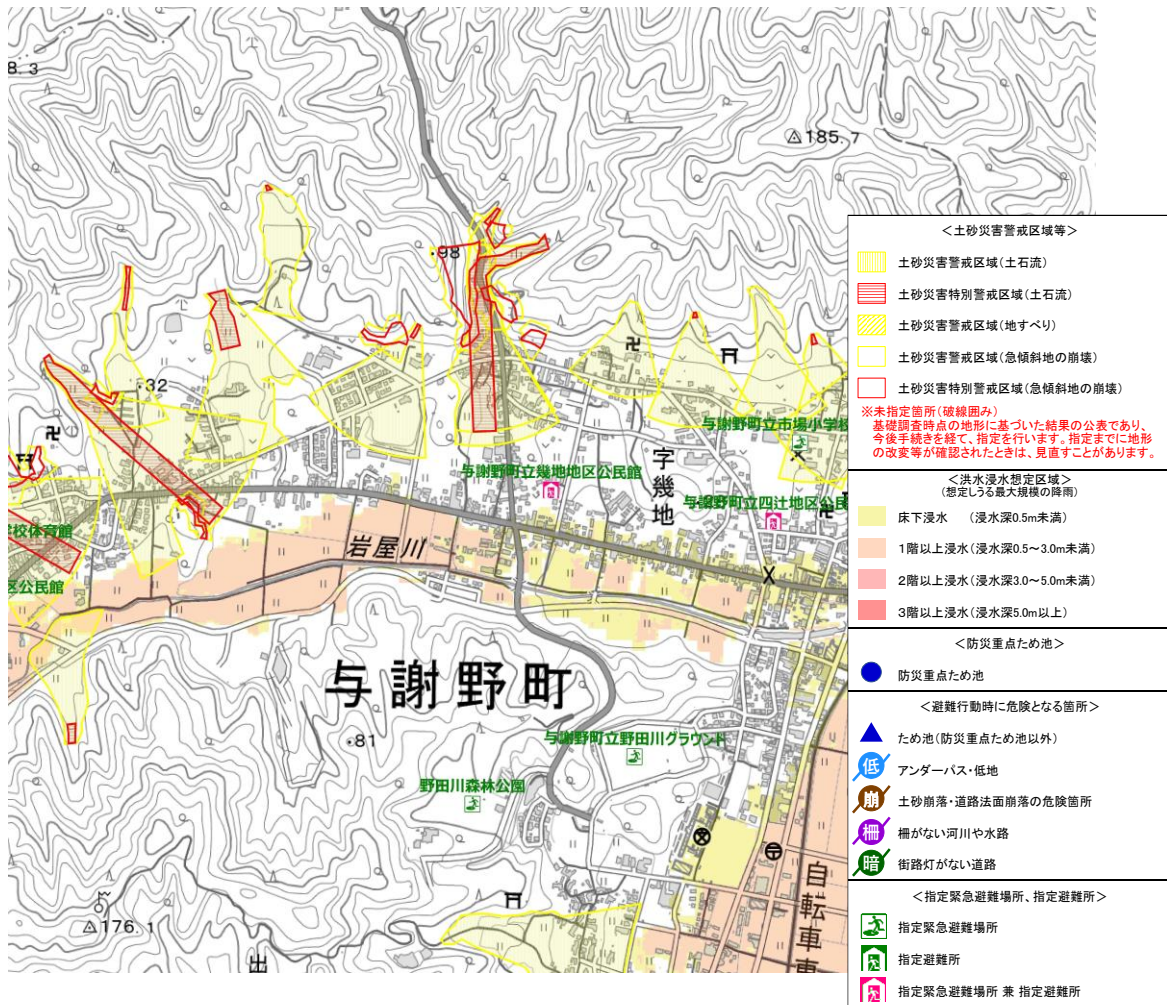 8.3
185.7
98
32
与謝野町立市場小学校
与謝野町立幾地地区公民館
字幾地
与謝野町立四辻地区公民
校体育館
岩屋川
区公民館
与謝野町
与謝野町立野田川グラウンド
81
野田川森林公園
自転車
176.1
出
＜土砂災害警戒区域等＞
土砂災害警戒区域（土石流）
土砂災害特別警戒区域（土石流）
土砂災害警戒区域（地すべり）
土砂災害警戒区域（急傾斜地の崩壊）
土砂災害特別警戒区域（急傾斜地の崩壊）
※未指定箇所（破線囲み）
基礎調査時点の地形に基づいた結果の公表であり、
今後手続きを経て、指定を行います。指定までに地形
の改変等が確認されたときは、見直すことがあります。
＜洪水浸水想定区域＞
（想定しうる最大規模の降雨）
床下浸水　（浸水深0.5m未満）
1階以上浸水（浸水深0.5～3.0m未満）
2階以上浸水（浸水深3.0～5.0m未満）
3階以上浸水（浸水深5.0m以上）
＜防災重点ため池＞
防災重点ため池
＜避難行動時に危険となる箇所＞
ため池（防災重点ため池以外）
低 アンダーパス・低地
崩 土砂崩落・道路法面崩落の危険箇所
柵 柵がない河川や水路
暗 街路灯がない道路
＜指定緊急避難場所、指定避難所＞
指定緊急避難場所
指定避難所
指定緊急避難場所 兼 指定避難所